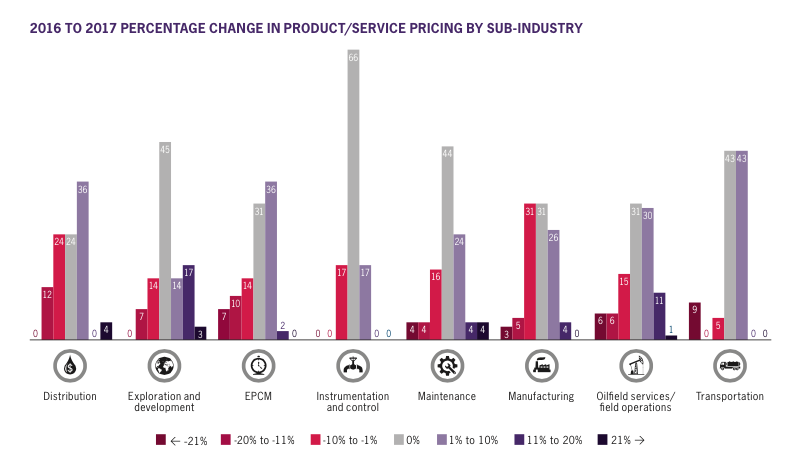 2016 TO 2017 PERCENTAGE CHANGE IN PRODUCT/SERVICE PRICING BY SUB-INDUSTRY
0 12 24 24 36 0 4
0 7 14 45 14 17 3
7 10 14 31 36 2 0
0 0 17 66 17 0 0
4 4 16 44 24 4 4
3 5 31 31 26 4 0
6 6 15 31 30 11 1
9 0 5 43 43 0 0
$
Distribution
Exploration and
development
EPCM
Instrumentation
and control
Maintenance
Manufacturing
Oilfield services/
field operations
Transportation
← -21% -20% to -11% -10% to -1% 0% 1% to 10% 11% to 20% 21% →